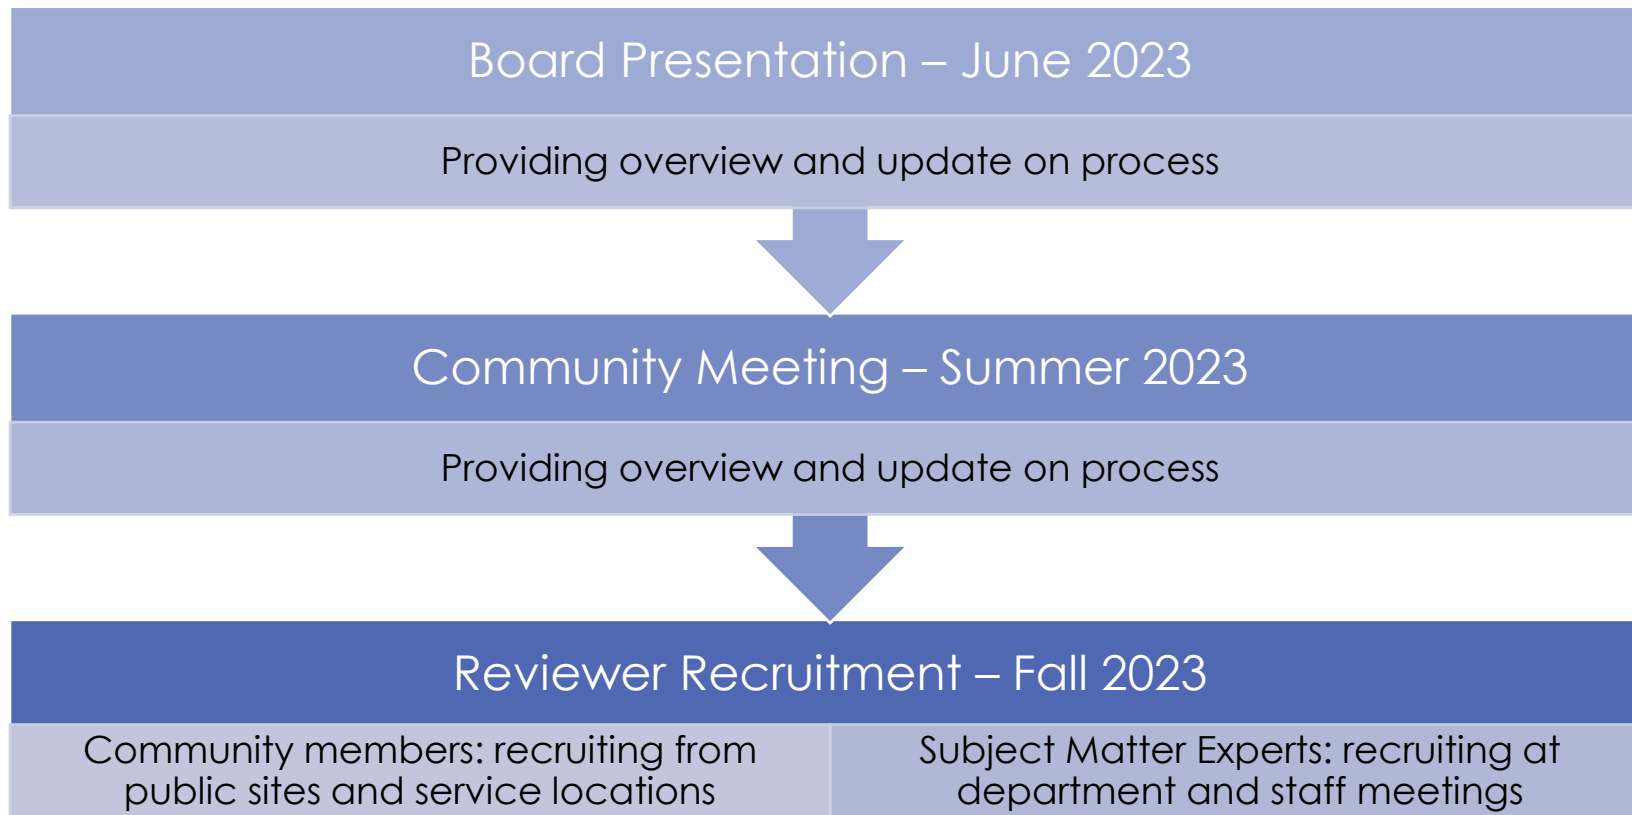 Board Presentation – June 2023
Providing overview and update on process
Community Meeting – Summer 2023
Providing overview and update on process
Reviewer Recruitment – Fall 2023
Community members: recruiting from
public sites and service locations
Subject Matter Experts: recruiting at
department and staff meetings